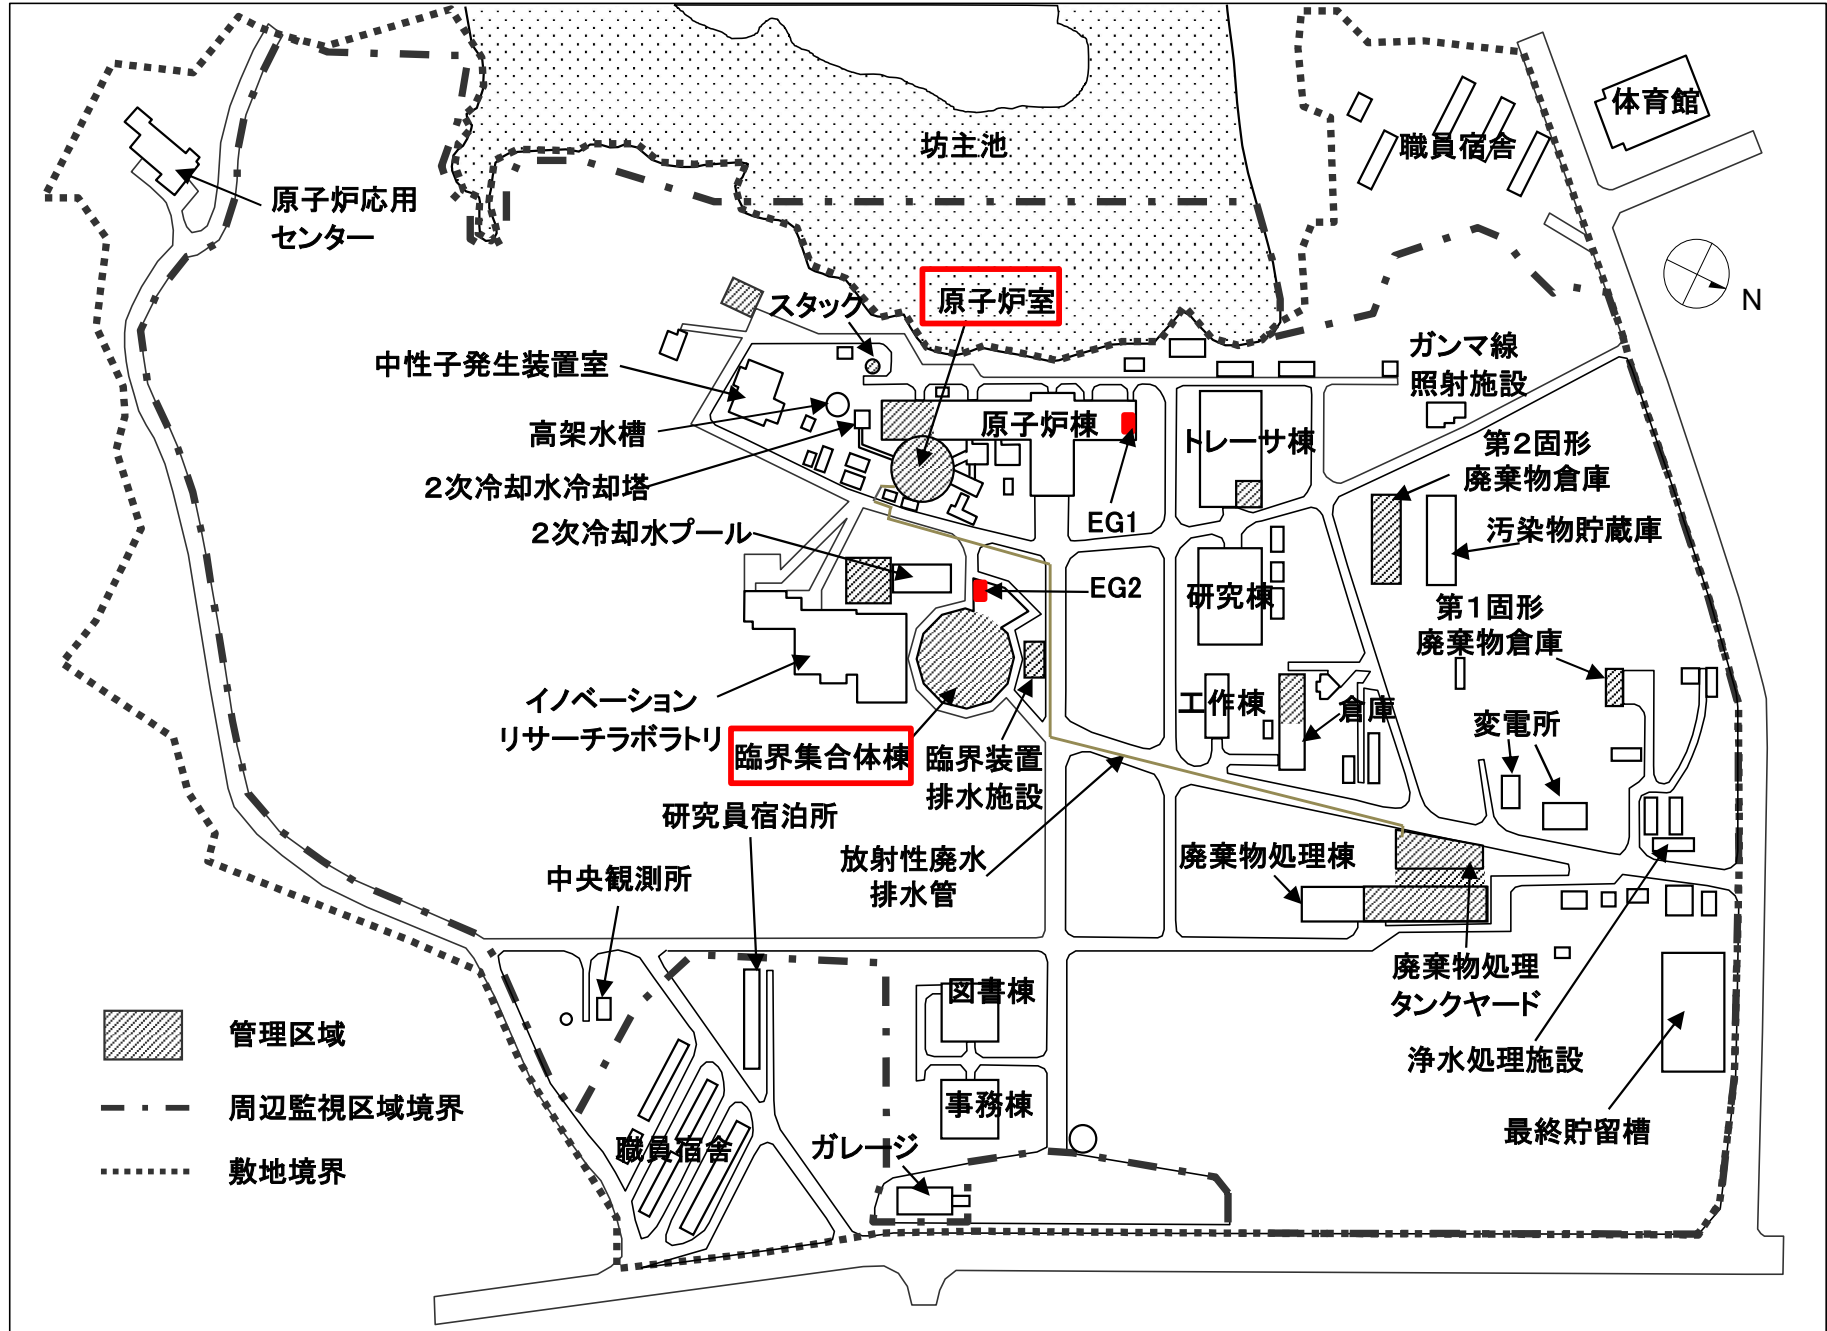 体育館
坊主池
職員宿舎
原子炉応用
センター
スタック
原子炉室
N
中性子発生装置室
ガンマ線
照射施設
高架水槽
原子炉棟
トレーサ棟
第2固形
廃棄物倉庫
2次冷却水冷却塔
EG1
2次冷却水プール
汚染物貯蔵庫
EG2
研究棟
第1固形
廃棄物倉庫
イノベーション
リサーチラボラトリ
工作棟
倉庫
変電所
臨界集合体棟
臨界装置
排水施設
研究員宿泊所
放射性廃水
排水管
廃棄物処理棟
中央観測所
廃棄物処理
タンクヤード
図書棟
管理区域
浄水処理施設
周辺監視区域境界
事務棟
最終貯留槽
職員宿舎
ガレージ
敷地境界